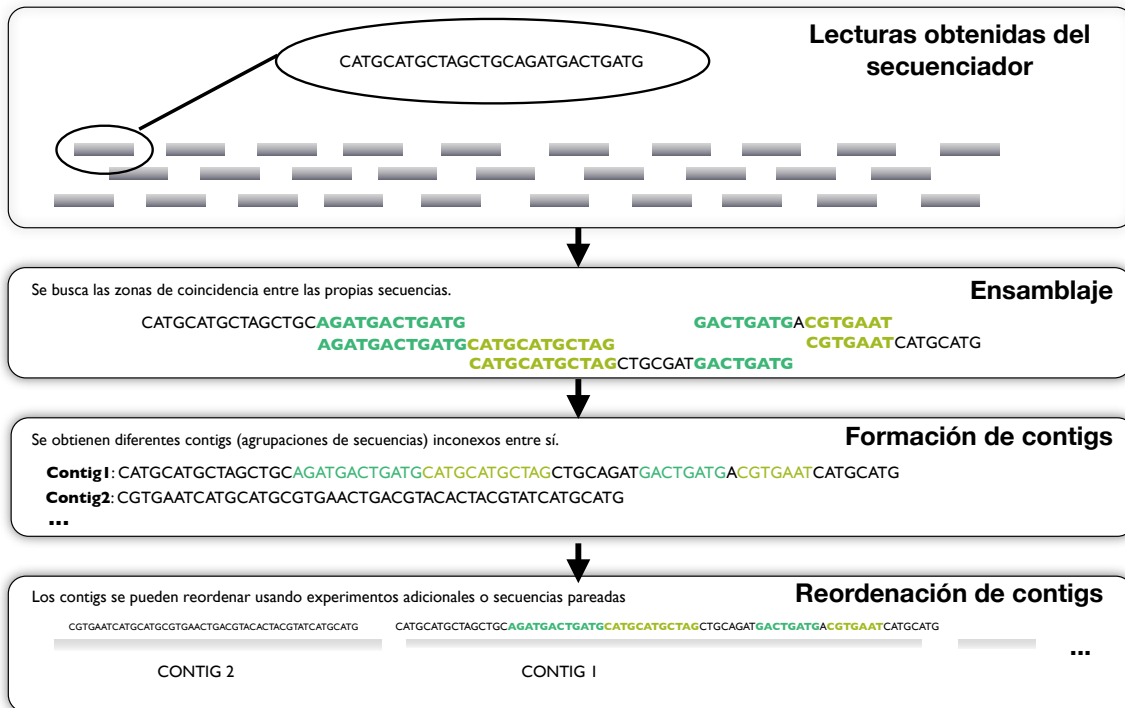 Lecturas obtenidas del
secuenciador
CATGCATGCTAGCTGCAGATGACTGATG
Ensamblaje
Se busca las zonas de coincidencia entre las propias secuencias.
CATGCATGCTAGCTGCAGATGACTGATG
GACTGATGACGTGAAT
AGATGACTGATGCATGCATGCTAG
CGTGAATCATGCATG
CATGCATGCTAGCTGCGATGACTGATG
Formación de contigs
Se obtienen diferentes contigs (agrupaciones de secuencias) inconexos entre sí.
Contig1: CATGCATGCTAGCTGCAGATGACTGATGCATGCATGCTAGCTGCAGATGACTGATGACGTGAATCATGCATG
Contig2: CGTGAATCATGCATGCGTGAACTGACGTACACTACGTATCATGCATG
...
Reordenación de contigs
Los contigs se pueden reordenar usando experimentos adicionales o secuencias pareadas
CGTGAATCATGCATGCGTGAACTGACGTACACTACGTATCATGCATG
CATGCATGCTAGCTGCAGATGACTGATGCATGCATGCTAGCTGCAGATGACTGATGACGTGAATCATGCATG
...
CONTIG 2
CONTIG 1